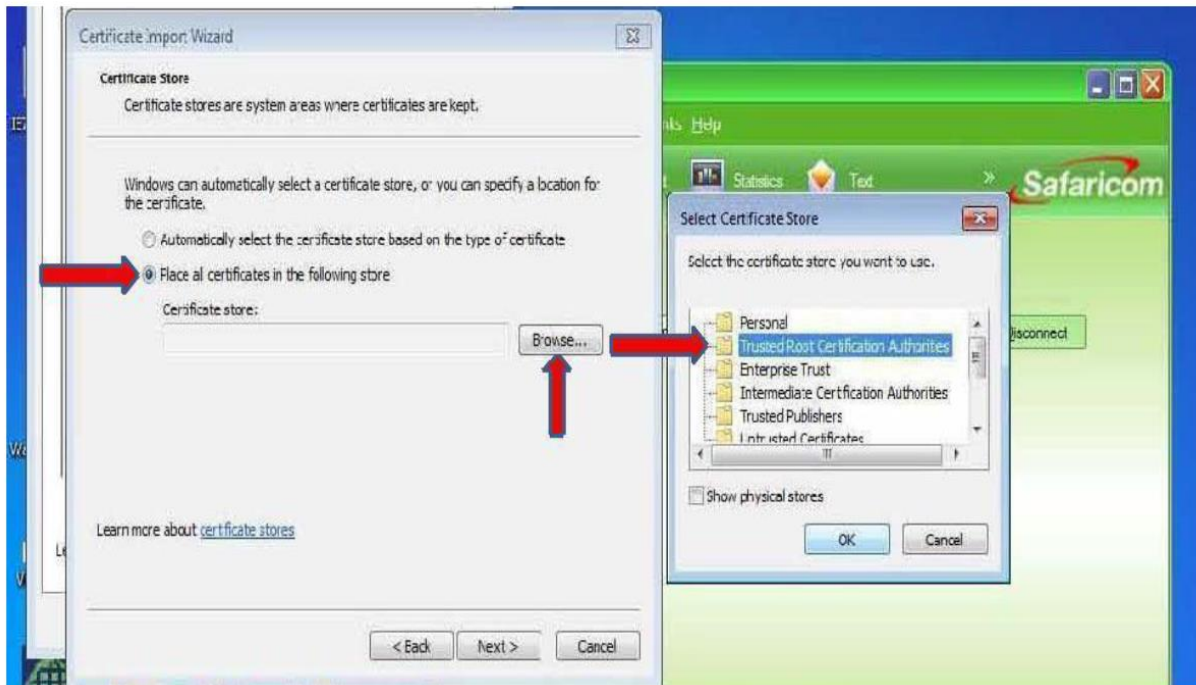 Certificate Import Wizard
Certificate Store
Certificate stores are system areas where certificates are kept.
Windows can automatically select a certificate store, or you can specify a location for
the certificate.
Automatically select the certificate store based on the type of certificate
Place all certificates in the following store
Certificate store:
Browse...
Learn more about certificate stores
< Back
Next >
Cancel
Help
Statistics
Text
»
Safaricom
Select Certificate Store
Select the certificate store you want to use.
Personal
Trusted Root Certification Authorities
Enterprise Trust
Intermediate Certification Authorities
Trusted Publishers
Untrusted Certificates
Show physical stores
OK
Cancel
Disconnect